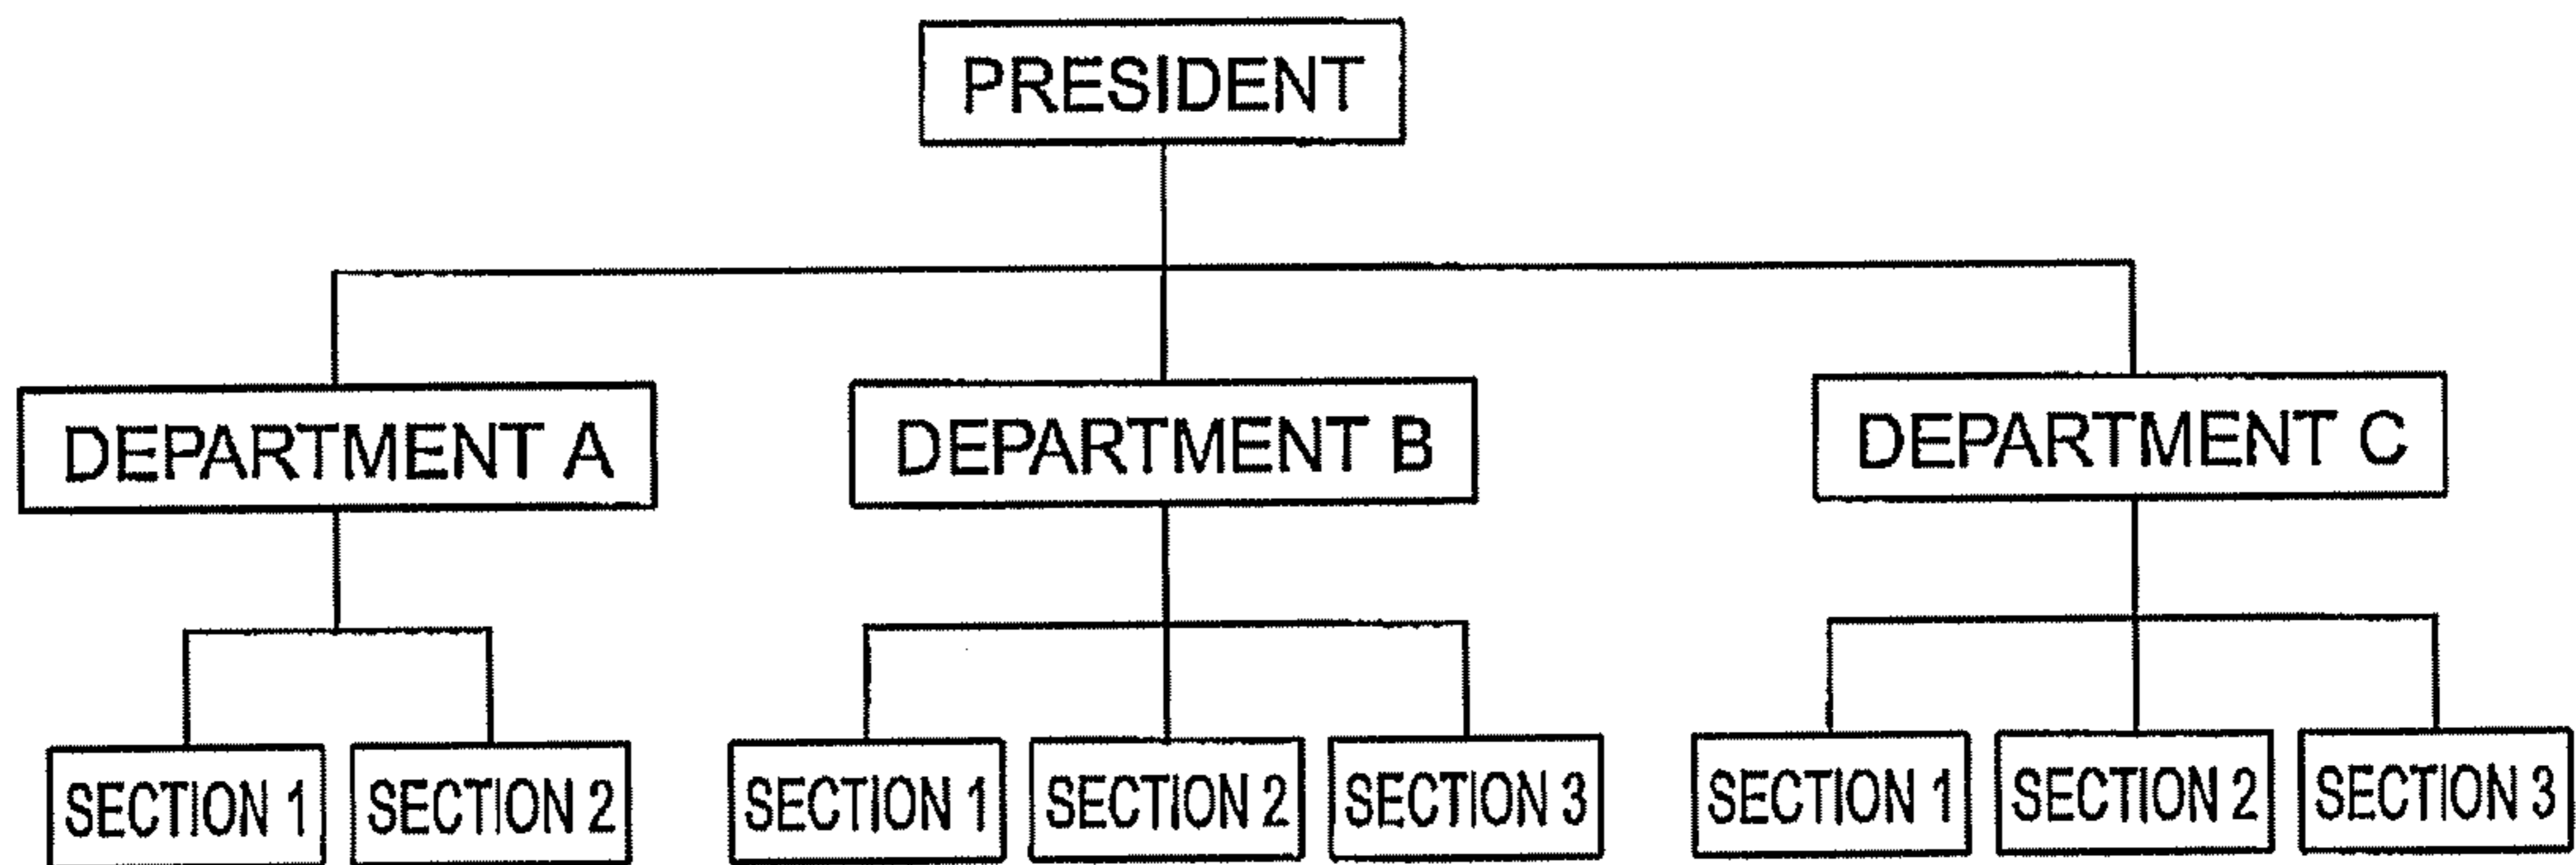 PRESIDENT
DEPARTMENT A
DEPARTMENT B
DEPARTMENT C
SECTION 1
SECTION 2
SECTION 1
SECTION 2
SECTION 3
SECTION 1
SECTION 2
SECTION 3